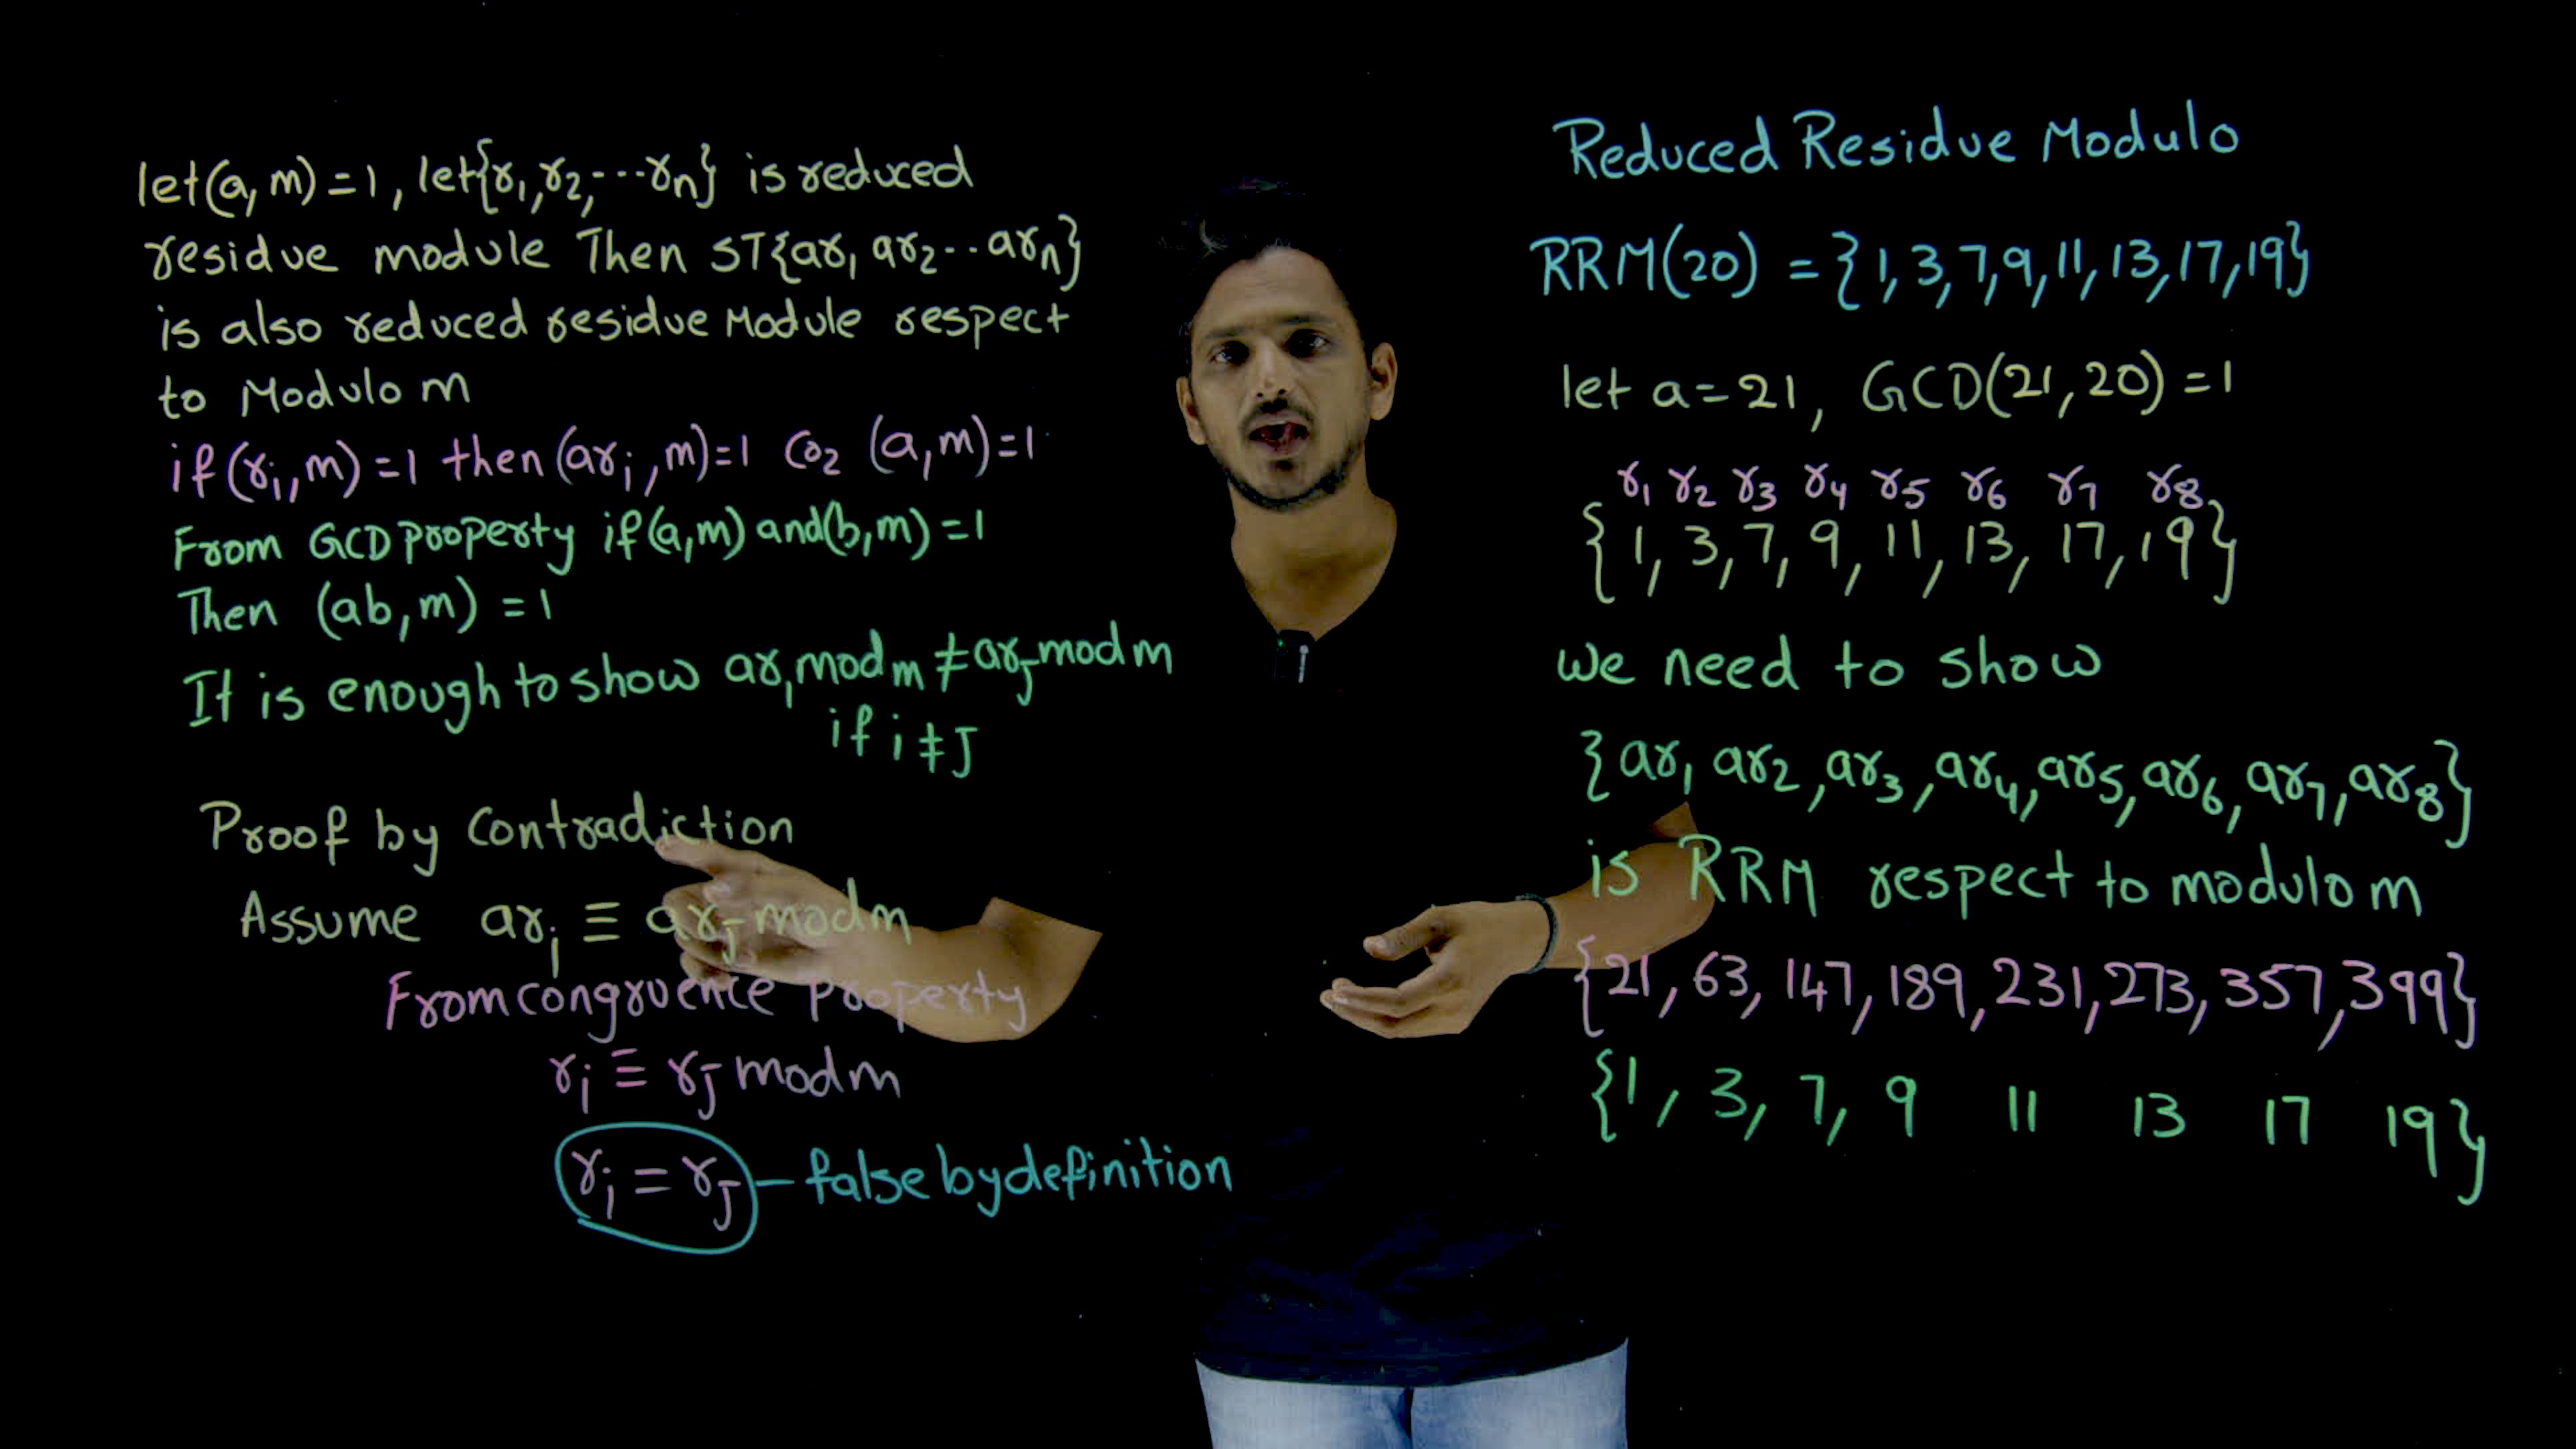 let (a, m) = 1, let {r1, r2, ... rn} is reduced
residue module Then ST {ar1 ar2 .. arn}
is also reduced residue Module respect
to Modulo m
if (ri, m) = 1 then (ari, m) = 1 Coz (a, m) = 1
From GCD property if (a, m) and (b, m) = 1
Then (ab, m) = 1
It is enough to show ari mod m ≠ arJ mod m
if i ≠ J
Proof by Contradiction
Assume ari ≡ arJ mod m
From congruence property
ri ≡ rJ mod m
ri = rJ — false by definition
Reduced Residue Modulo
RRM(20) = {1, 3, 7, 9, 11, 13, 17, 19}
let a = 21, GCD(21, 20) = 1
r1 r2 r3 r4 r5 r6 r7 r8
{1, 3, 7, 9, 11, 13, 17, 19}
we need to show
{ar1 ar2, ar3, ar4, ar5, ar6, ar7, ar8}
is RRM respect to modulo m
{21, 63, 147, 189, 231, 273, 357, 399}
{1, 3, 7, 9 11 13 17 19}